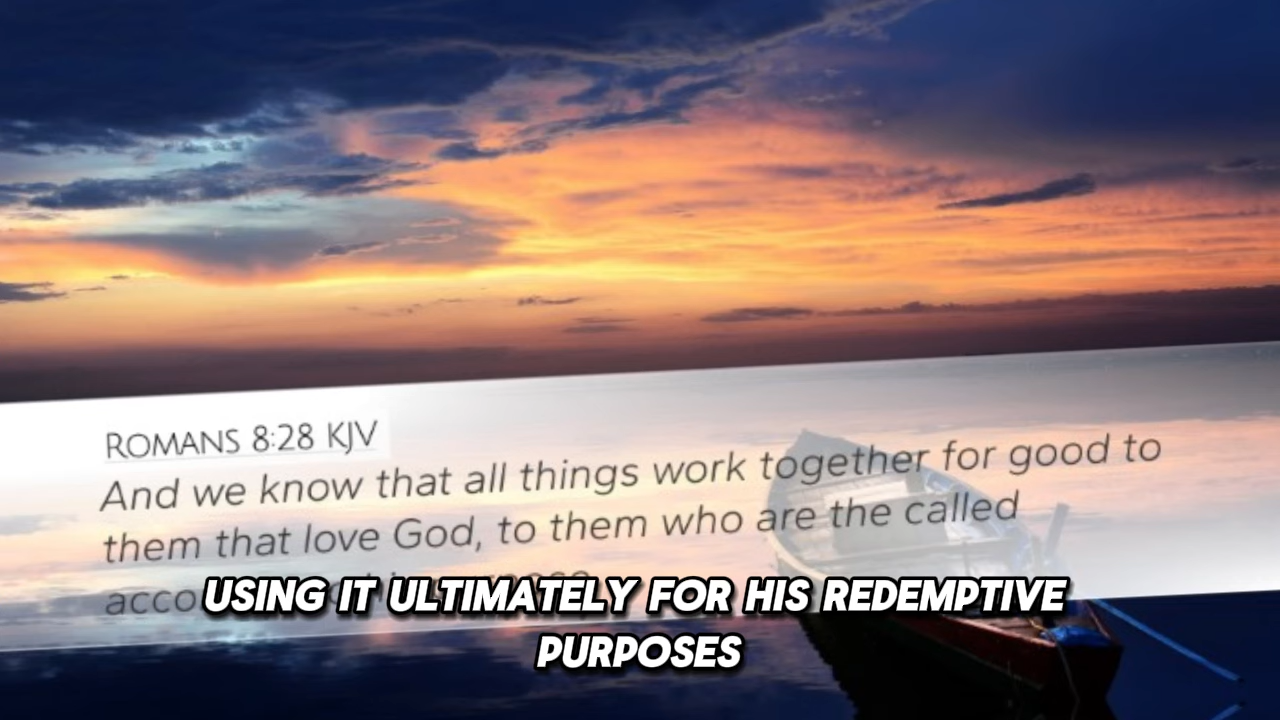 ROMANS 8:28 KJV
And we know that all things work together for good to
them that love God, to them who are the called
USING IT ULTIMATELY FOR HIS REDEMPTIVE
PURPOSES